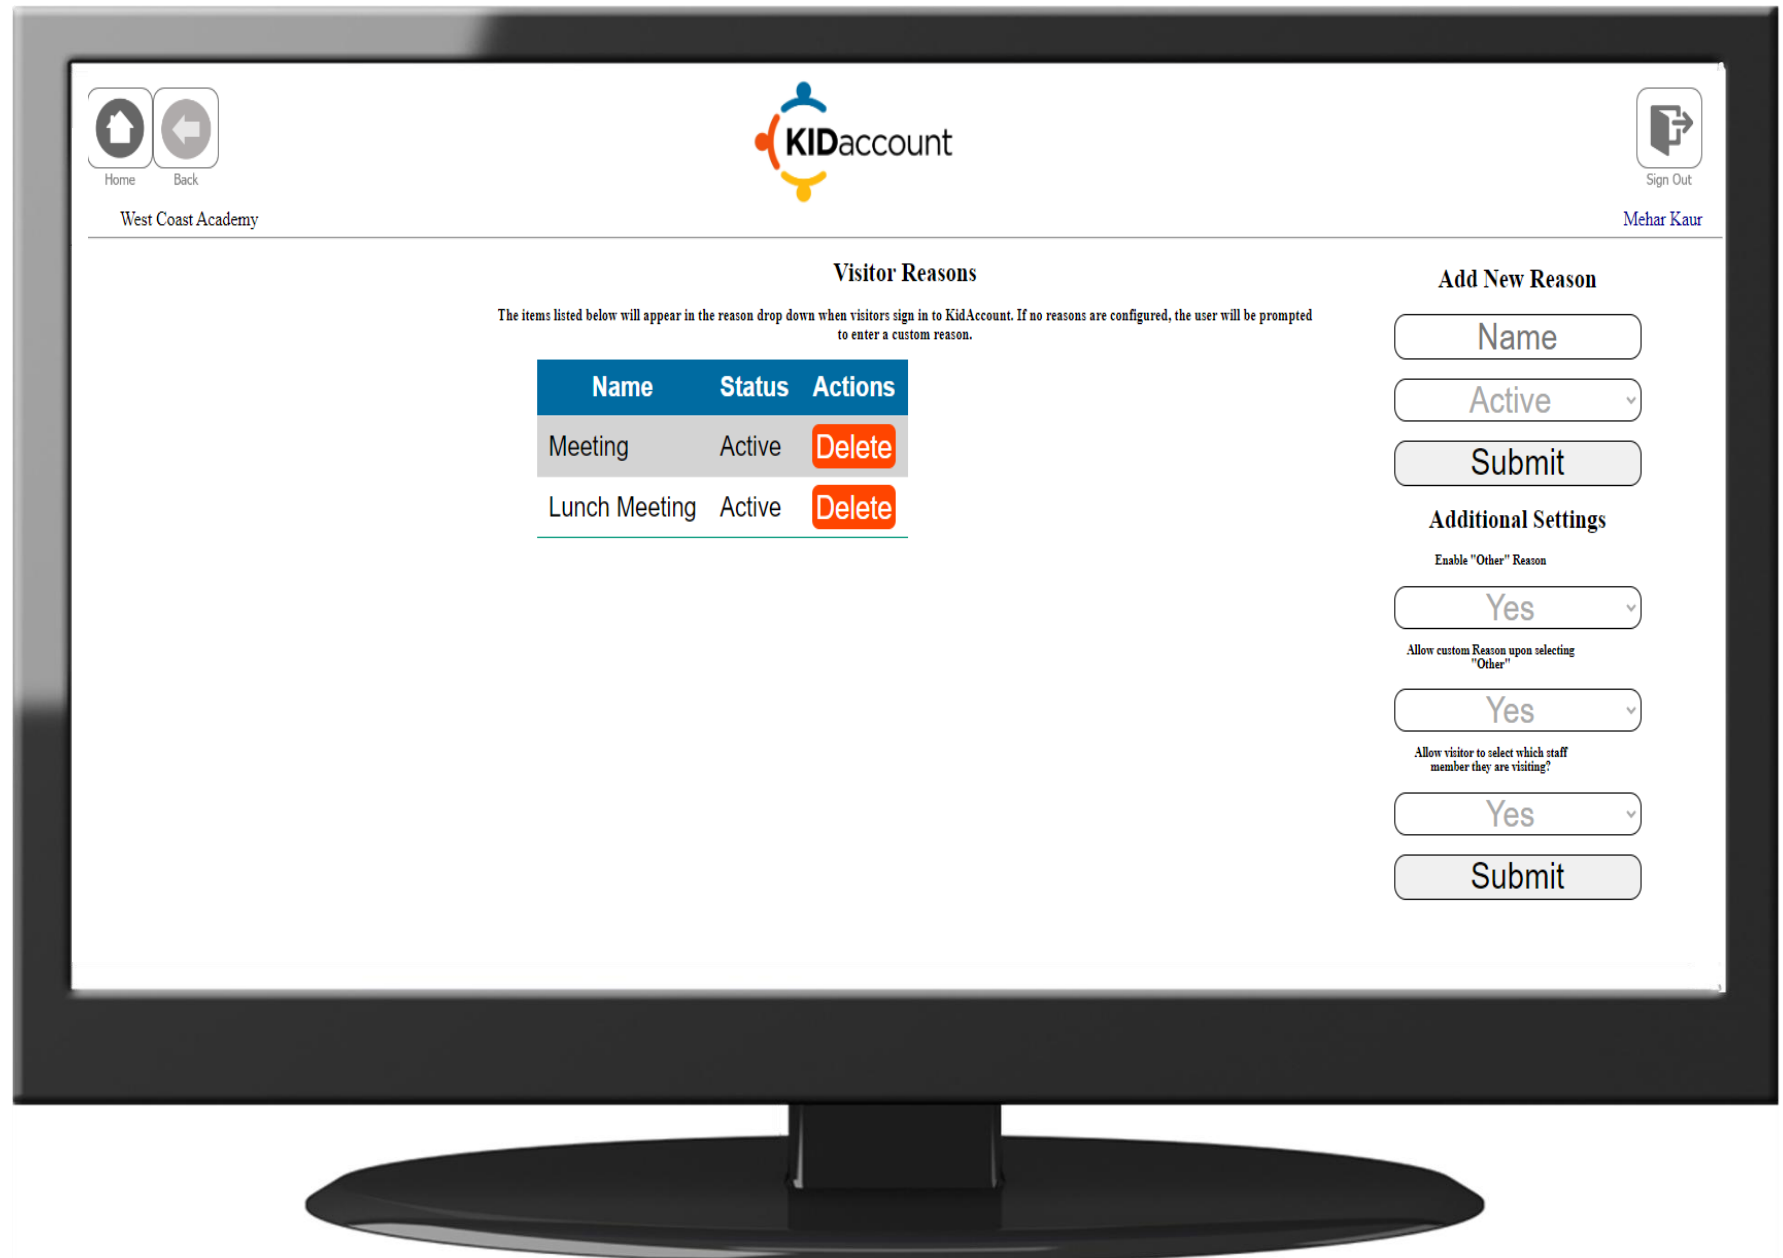 Home
Back
KIDaccount
Sign Out
West Coast Academy
Mehar Kaur
Visitor Reasons
The items listed below will appear in the reason drop down when visitors sign in to KidAccount. If no reasons are configured, the user will be prompted
to enter a custom reason.
Name Status Actions
Meeting Active Delete
Lunch Meeting Active Delete
Add New Reason
Name
Active
Submit
Additional Settings
Enable "Other" Reason
Yes
Allow custom Reason upon selecting
"Other"
Yes
Allow visitor to select which staff
member they are visiting?
Yes
Submit